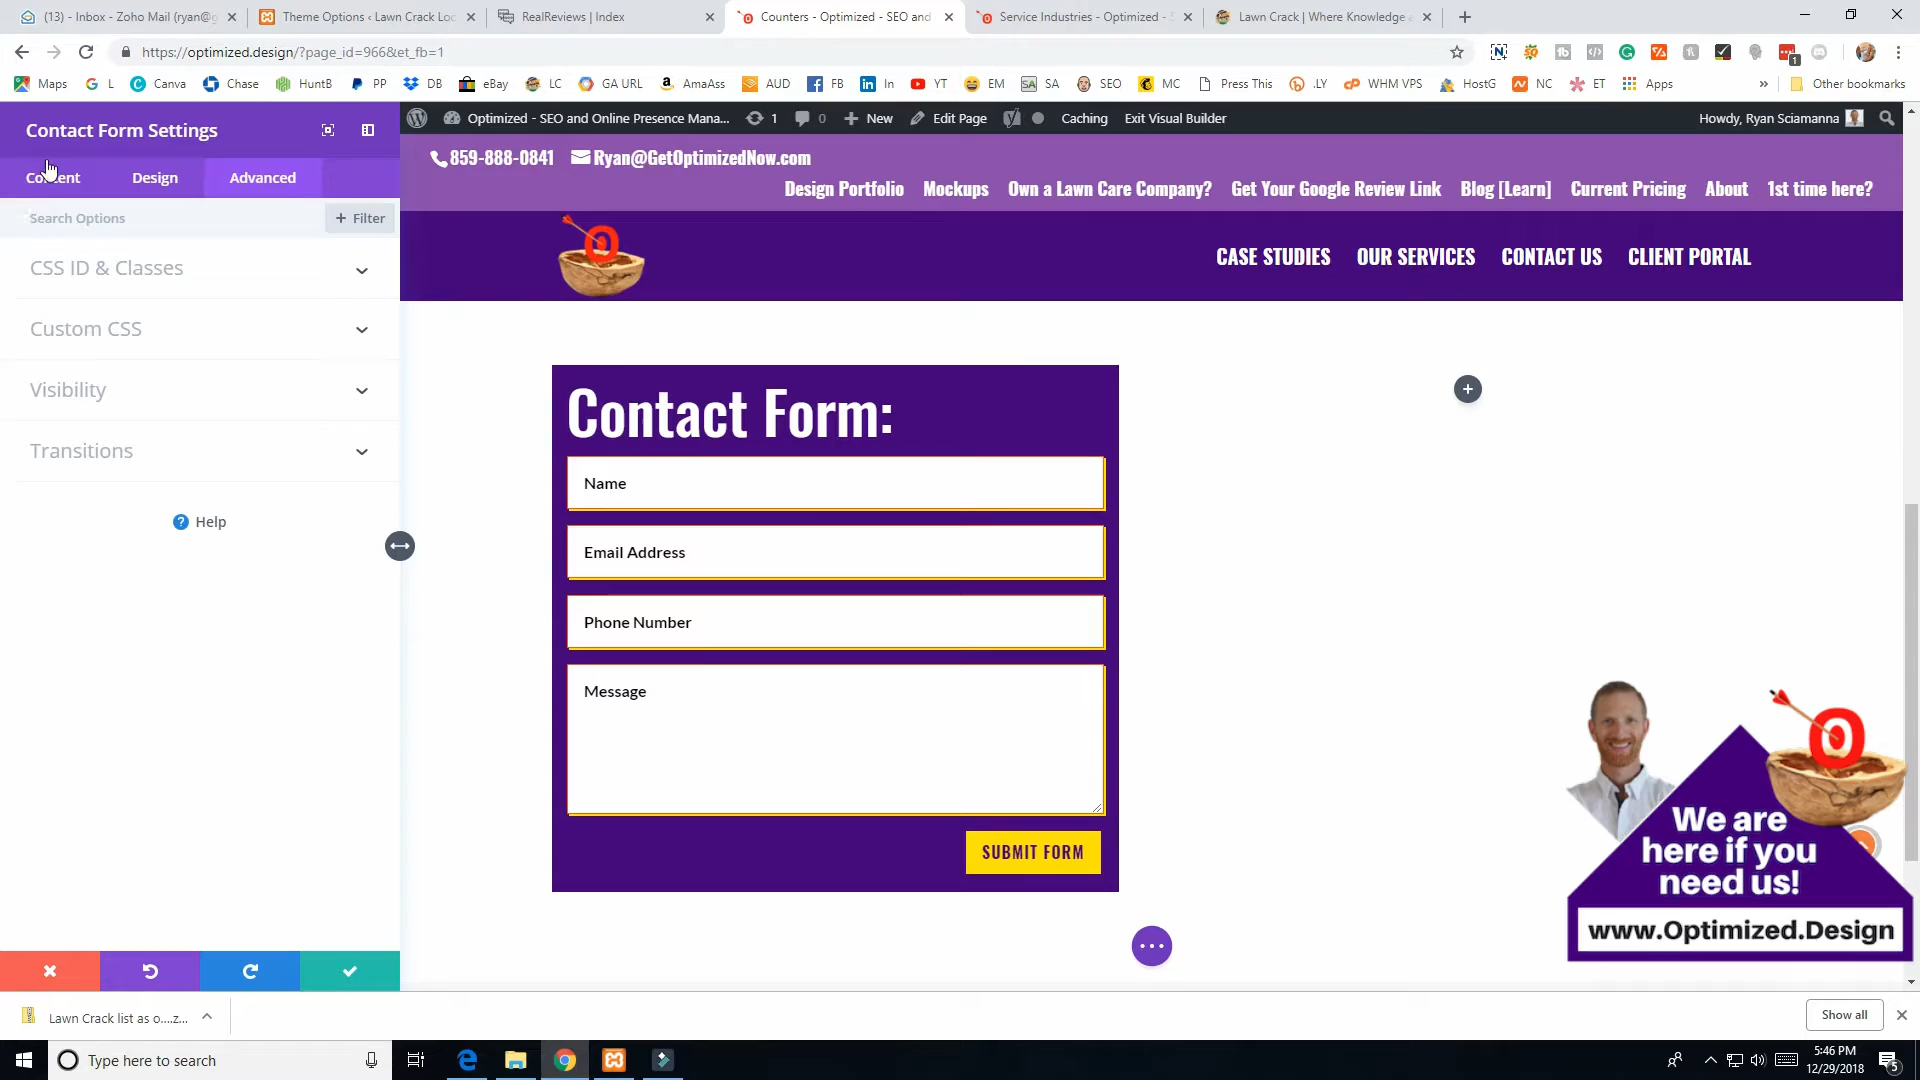 (13) - Inbox - Zoho Mail (ryan@g
Theme Options ‹ Lawn Crack Loc
RealReviews | Index
Counters - Optimized - SEO and
Service Industries - Optimized - S
Lawn Crack | Where Knowledge a
https://optimized.design/?page_id=966&et_fb=1
Maps
L
Canva
Chase
HuntB
PP
DB
eBay
LC
GA URL
AmaAss
AUD
FB
In
YT
EM
SA
SEO
MC
Press This
.LY
WHM VPS
HostG
NC
ET
Apps
»
Other bookmarks
Contact Form Settings
Content
Design
Advanced
Search Options
+ Filter
CSS ID & Classes
Custom CSS
Visibility
Transitions
? Help
Optimized - SEO and Online Presence Mana...
1
0
New
Edit Page
Caching
Exit Visual Builder
Howdy, Ryan Sciamanna
859-888-0841
Ryan@GetOptimizedNow.com
Design Portfolio
Mockups
Own a Lawn Care Company?
Get Your Google Review Link
Blog [Learn]
Current Pricing
About
1st time here?
O
CASE STUDIES
OUR SERVICES
CONTACT US
CLIENT PORTAL
Contact Form:
Name
Email Address
Phone Number
Message
SUBMIT FORM
O
We are
here if you
need us!
www.Optimized.Design
Lawn Crack list as o....z...
Show all
Type here to search
5:46 PM
12/29/2018
5